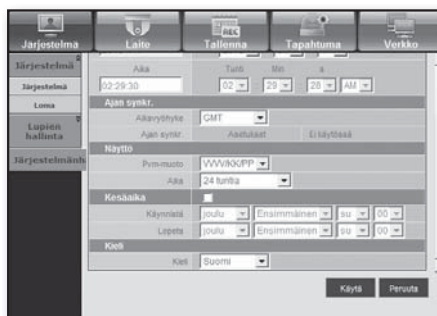 Järjestelmä Laite Tallenna Tapahtuma Verkko
REC
Järjestelmä
Järjestelmä
Loma
Lupien
hallinta
Järjestelmänh
Aika Tunti Min s
02:29:30 02 29 28 AM
Ajan synkr.
Aikavyöhyke GMT
Ajan synkr. Asetukset Ei käytössä
Näyttö
Pvm-muoto VVVV/KK/PP
Aika 24 tuntia
Kesäaika
Käynnistä joulu Ensimmäinen su 00
Lopeta joulu Ensimmäinen su 00
Kieli
Kieli Suomi
Käytä Peruuta